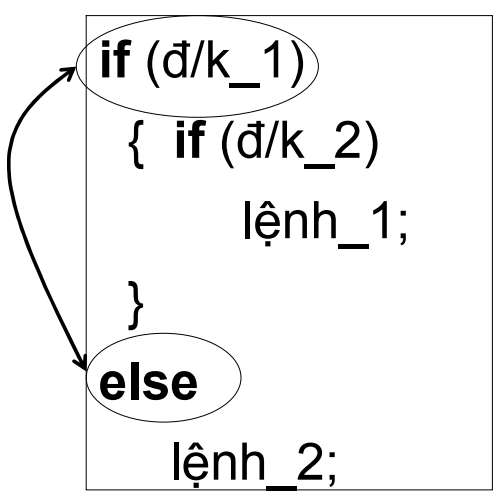 if (đ/k_1)
{ if (đ/k_2)
lệnh_1;
}
else
lệnh_2;